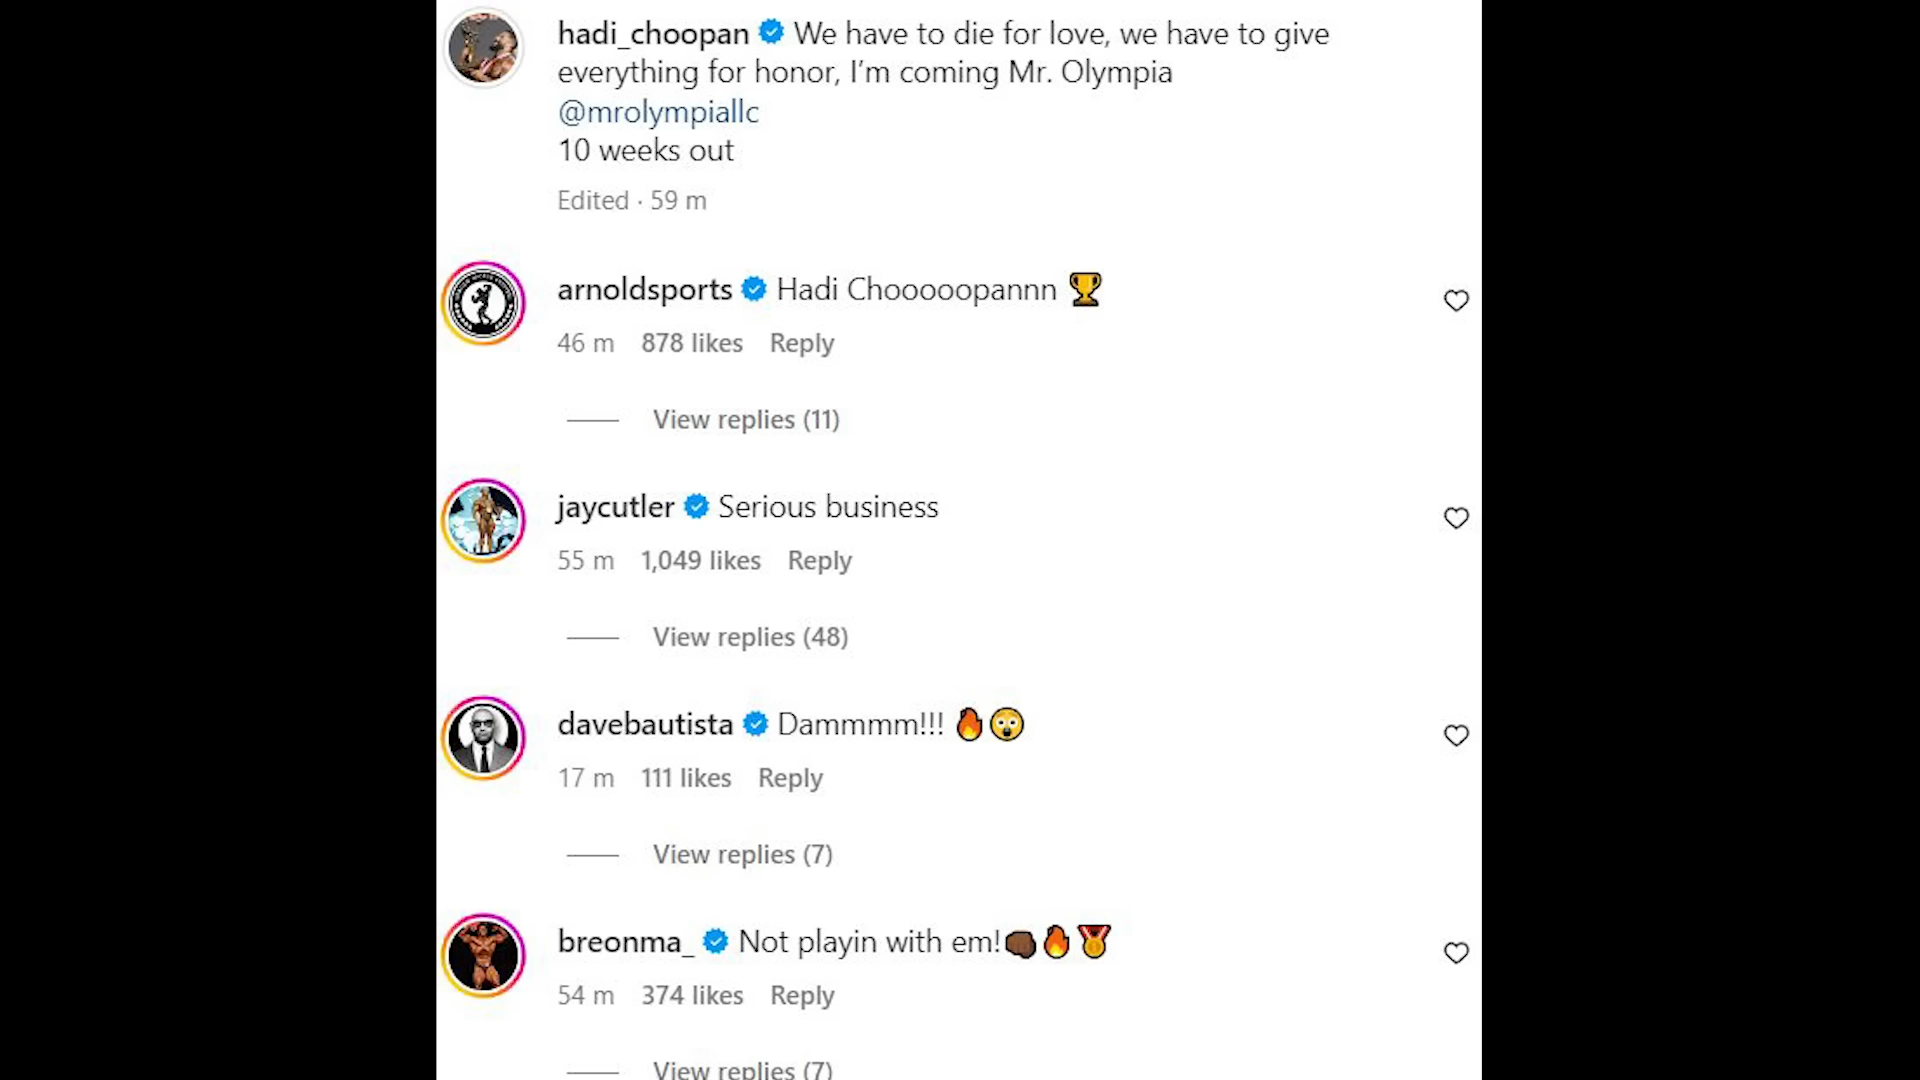 hadi_choopan We have to die for love, we have to give
everything for honor, I'm coming Mr. Olympia
@mrolympiallc
10 weeks out
Edited · 59 m
arnoldsports Hadi Chooooopannn 🏆
46 m 878 likes Reply
View replies (11)
jaycutler Serious business
55 m 1,049 likes Reply
View replies (48)
davebautista Dammmm!!! 🔥😲
17 m 111 likes Reply
View replies (7)
breonma_ Not playin with em!👊🏿🔥🏅
54 m 374 likes Reply
View replies (7)